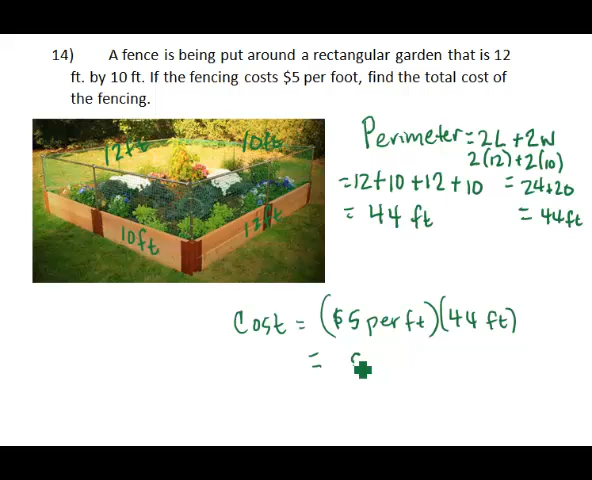 14) A fence is being put around a rectangular garden that is 12
ft. by 10 ft. If the fencing costs $5 per foot, find the total cost of
the fencing.
12ft
10ft
10ft
12ft
Perimeter = 2L + 2W
2(12) + 2(10)
= 12 + 10 + 12 + 10 = 24 + 20
= 44 ft = 44 ft
Cost = ($5 per ft)(44 ft)
=